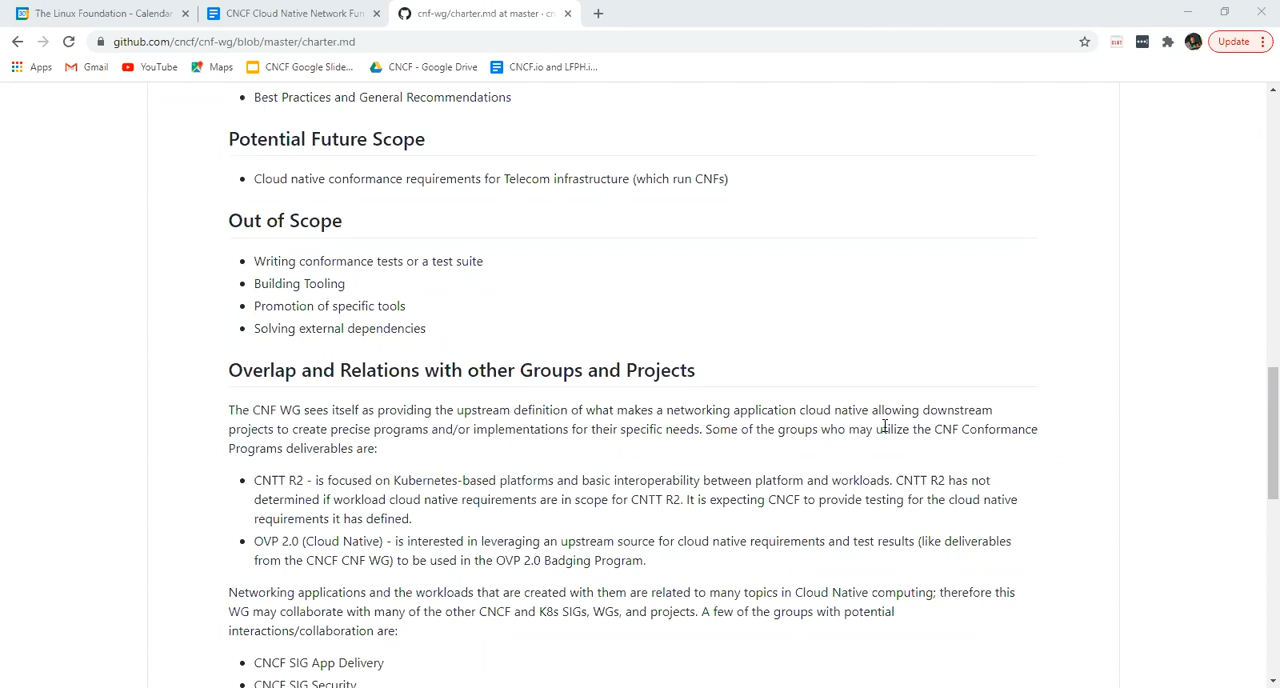 The Linux Foundation - Calendar
CNCF Cloud Native Network Fun
cnf-wg/charter.md at master · cn
github.com/cncf/cnf-wg/blob/master/charter.md
Update
Apps
Gmail
YouTube
Maps
CNCF Google Slide...
CNCF - Google Drive
CNCF.io and LFPH.i...
Best Practices and General Recommendations
Potential Future Scope
Cloud native conformance requirements for Telecom infrastructure (which run CNFs)
Out of Scope
Writing conformance tests or a test suite
Building Tooling
Promotion of specific tools
Solving external dependencies
Overlap and Relations with other Groups and Projects
The CNF WG sees itself as providing the upstream definition of what makes a networking application cloud native allowing downstream
projects to create precise programs and/or implementations for their specific needs. Some of the groups who may utilize the CNF Conformance
Programs deliverables are:
CNTT R2 - is focused on Kubernetes-based platforms and basic interoperability between platform and workloads. CNTT R2 has not
determined if workload cloud native requirements are in scope for CNTT R2. It is expecting CNCF to provide testing for the cloud native
requirements it has defined.
OVP 2.0 (Cloud Native) - is interested in leveraging an upstream source for cloud native requirements and test results (like deliverables
from the CNCF CNF WG) to be used in the OVP 2.0 Badging Program.
Networking applications and the workloads that are created with them are related to many topics in Cloud Native computing; therefore this
WG may collaborate with many of the other CNCF and K8s SIGs, WGs, and projects. A few of the groups with potential
interactions/collaboration are:
CNCF SIG App Delivery
CNCF SIG Security